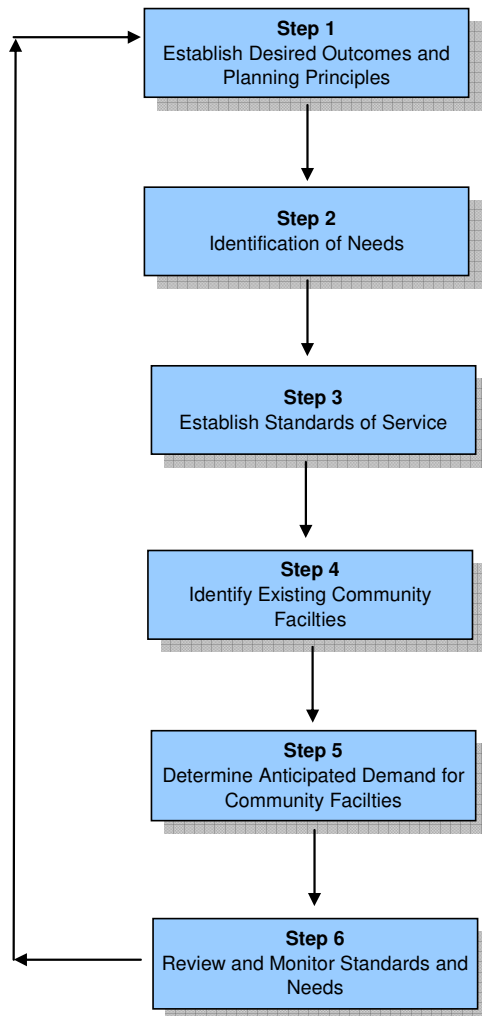 Step 1
Establish Desired Outcomes and
Planning Principles
Step 2
Identification of Needs
Step 3
Establish Standards of Service
Step 4
Identify Existing Community
Facilties
Step 5
Determine Anticipated Demand for
Community Facilties
Step 6
Review and Monitor Standards and
Needs